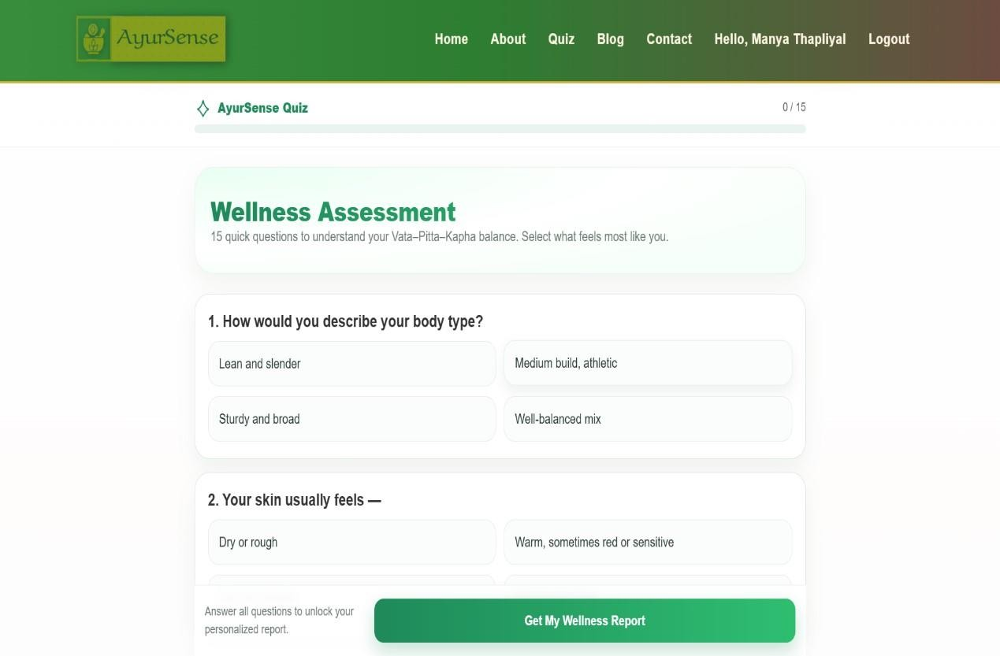 AyurSense
Home About Quiz Blog Contact Hello, Manya Thapliyal Logout
AyurSense Quiz 0 / 15
Wellness Assessment
15 quick questions to understand your Vata–Pitta–Kapha balance. Select what feels most like you.
1. How would you describe your body type?
Lean and slender Medium build, athletic
Sturdy and broad Well-balanced mix
2. Your skin usually feels —
Dry or rough Warm, sometimes red or sensitive
Answer all questions to unlock your
personalized report.
Get My Wellness Report